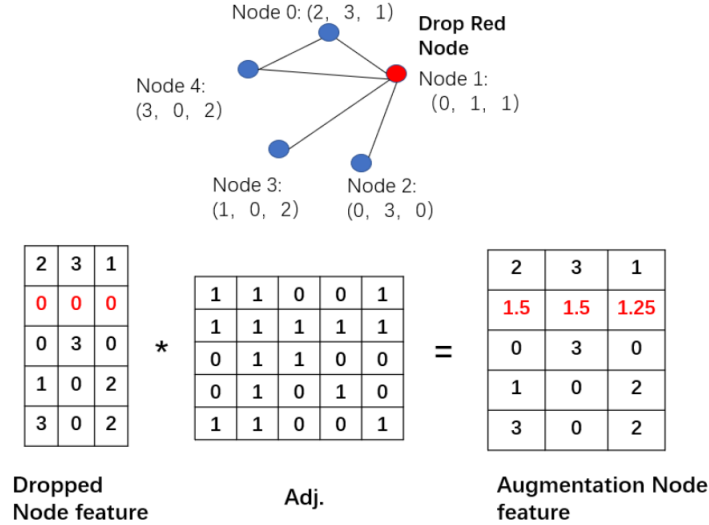 Node 0: (2, 3, 1)
Drop Red
Node
Node 1:
(0, 1, 1)
Node 4:
(3, 0, 2)
Node 3:
(1, 0, 2)
Node 2:
(0, 3, 0)
2 3 1
0 0 0
0 3 0
1 0 2
3 0 2
*
1 1 0 0 1
1 1 1 1 1
0 1 1 0 0
0 1 0 1 0
1 1 0 0 1
=
2 3 1
1.5 1.5 1.25
0 3 0
1 0 2
3 0 2
Dropped
Node feature
Adj.
Augmentation Node
feature